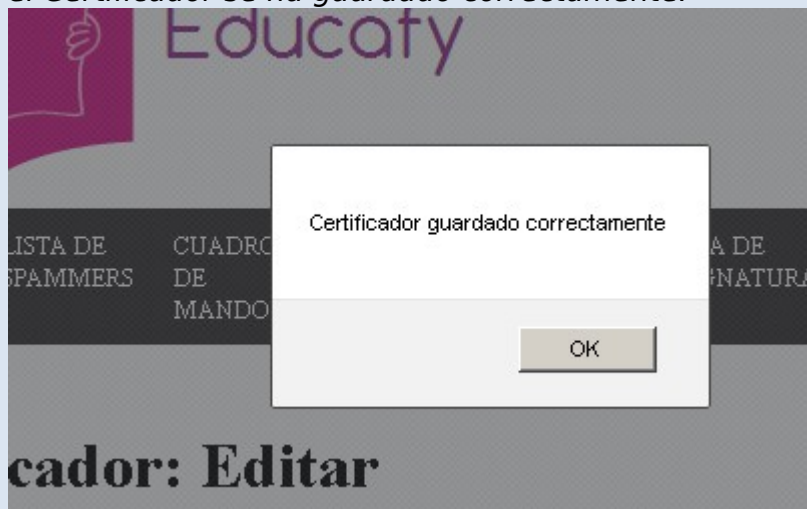 el Certificador se ha guardado correctamente.
Educaty
LISTA DE
SPAMMERS
CUADRO
DE
MANDO
A DE
GNATURA
Certificador guardado correctamente
OK
cador: Editar